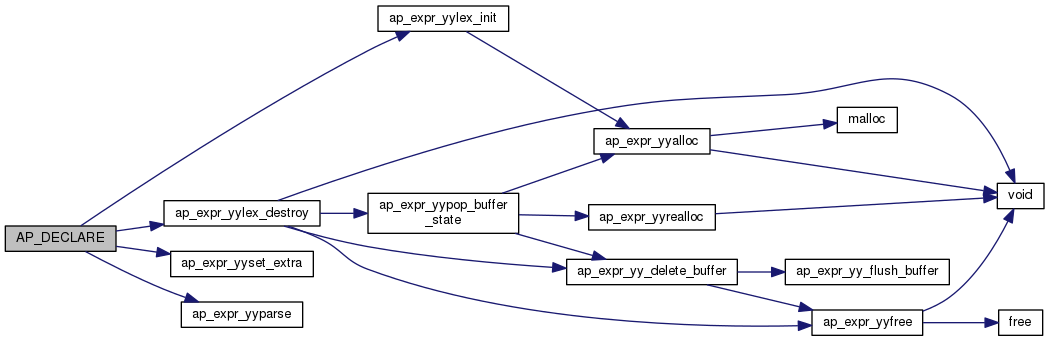 ap_expr_yylex_init
malloc
ap_expr_yyalloc
void
ap_expr_yylex_destroy
ap_expr_yypop_buffer
_state
ap_expr_yyrealloc
AP_DECLARE
ap_expr_yyset_extra
ap_expr_yy_delete_buffer
ap_expr_yy_flush_buffer
ap_expr_yyparse
ap_expr_yyfree
free